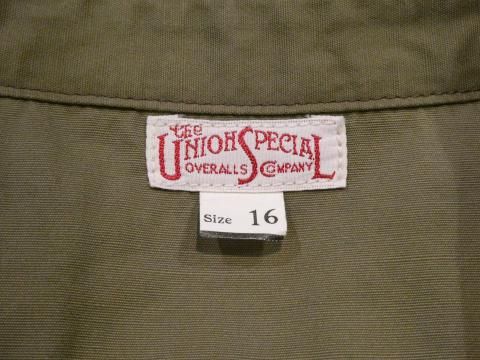 The
UNION SPECIAL
OVERALLS COMPANY
Size 16